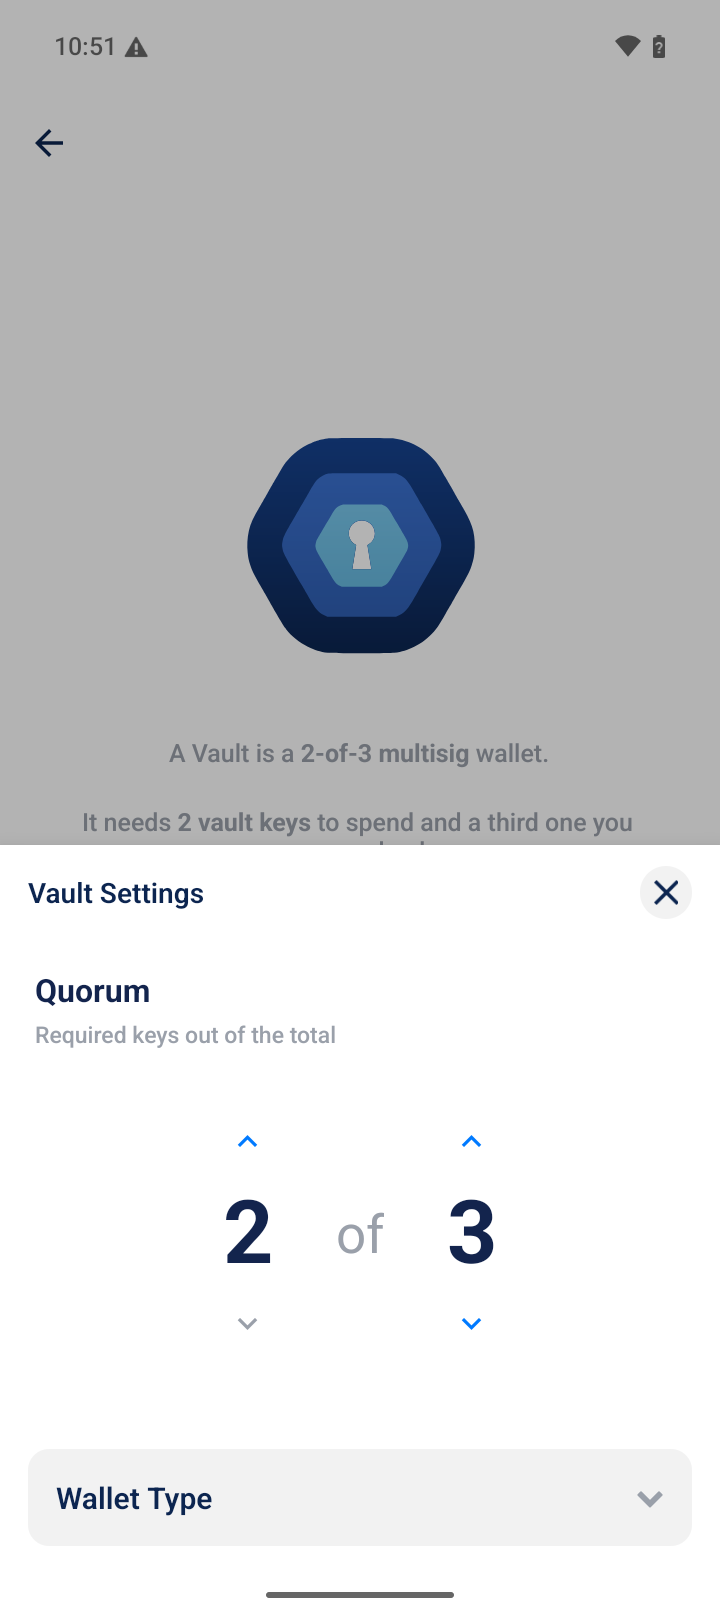 10:51
A Vault is a 2-of-3 multisig wallet.
It needs 2 vault keys to spend and a third one you
Vault Settings
Quorum
Required keys out of the total
2 of 3
Wallet Type